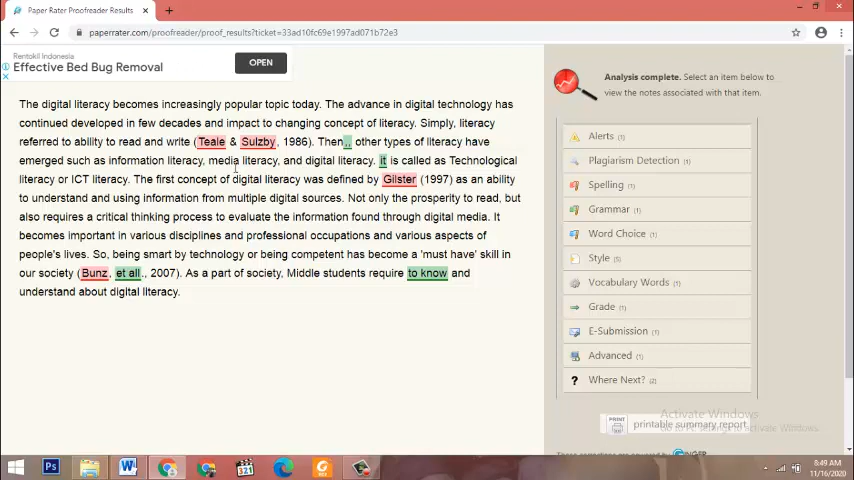 Paper Rater Proofreader Results
paperrater.com/proofreader/proof_results?ticket=33ad10fc69e1997ad071b72e3
Rentokil Indonesia
Effective Bed Bug Removal
OPEN
The digital literacy becomes increasingly popular topic today. The advance in digital technology has
continued developed in few decades and impact to changing concept of literacy. Simply, literacy
referred to ability to read and write (Teale & Sulzby, 1986). Then,, other types of literacy have
emerged such as information literacy, media literacy, and digital literacy. it is called as Technological
literacy or ICT literacy. The first concept of digital literacy was defined by Gilster (1997) as an ability
to understand and using information from multiple digital sources. Not only the prosperity to read, but
also requires a critical thinking process to evaluate the information found through digital media. It
becomes important in various disciplines and professional occupations and various aspects of
people's lives. So, being smart by technology or being competent has become a 'must have' skill in
our society (Bunz, et all., 2007). As a part of society, Middle students require to know and
understand about digital literacy.
Analysis complete. Select an item below to
view the notes associated with that item.
Alerts (1)
Plagiarism Detection (1)
Spelling (1)
Grammar (1)
Word Choice (1)
Style (5)
Vocabulary Words (1)
Grade (1)
E-Submission (1)
Advanced (1)
Where Next? (2)
PRINT
printable summary report
Activate Windows
Go to PC settings to activate Windows.
GINGER
8:49 AM
11/16/2020